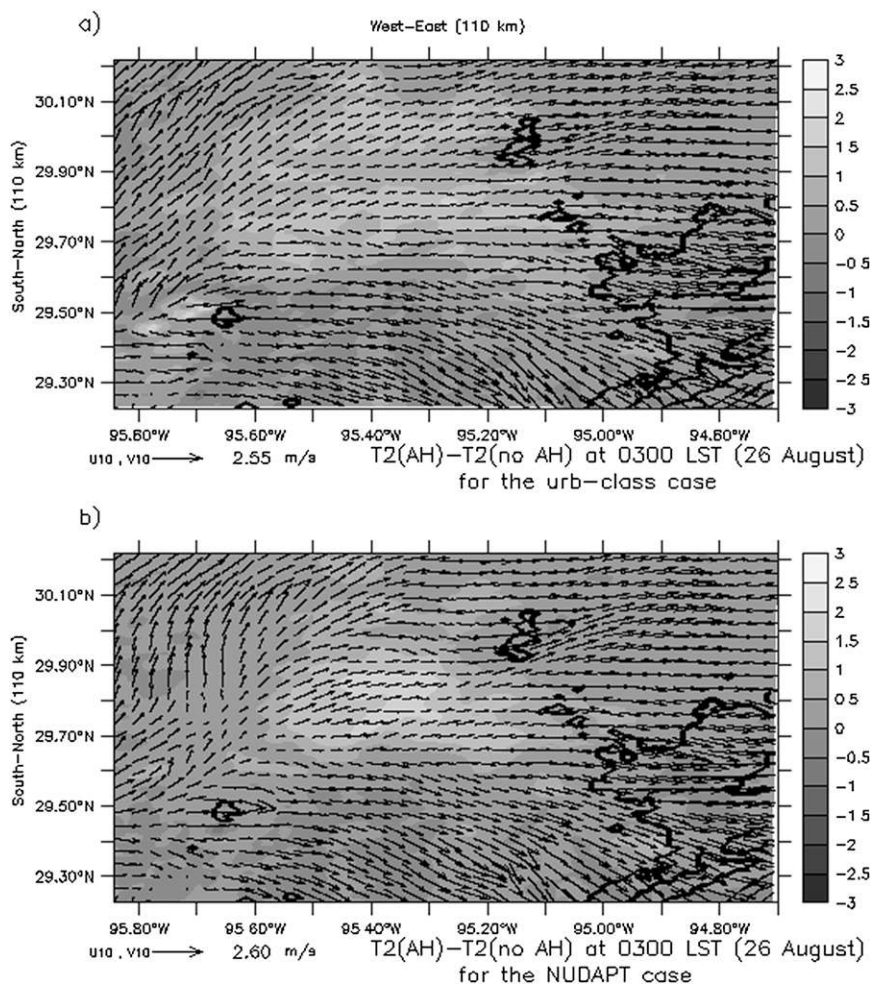 a)
West-East (110 km)
South-North (110 km)
30.10°N
29.90°N
29.70°N
29.50°N
29.30°N
3
2.5
2
1.5
1
0.5
0
-0 5
-1
-1.5
-2
-2 5
-3
95.80°W 95.60°W 95.40°W 95.20°W 95.00°W 94.80°W
U10 , V10 2.55 m/s T2(AH)-T2(no AH) at 0300 LST (26 August)
for the urb-class case
b)
South-North (110 km)
30.10°N
29.90°N
29.70°N
29.50°N
29.30°N
3
2.5
2
1.5
1
0 5
0
-0.5
-1
-1.5
-2
-2.5
-3
95.80°W 95.60°W 95 40°W 95.20°W 95.00°W 94.80°W
U10 , V10 2.60 m/s T2(AH)-T2(no AH) at 0300 LST (26 August)
for the NUDAPT case